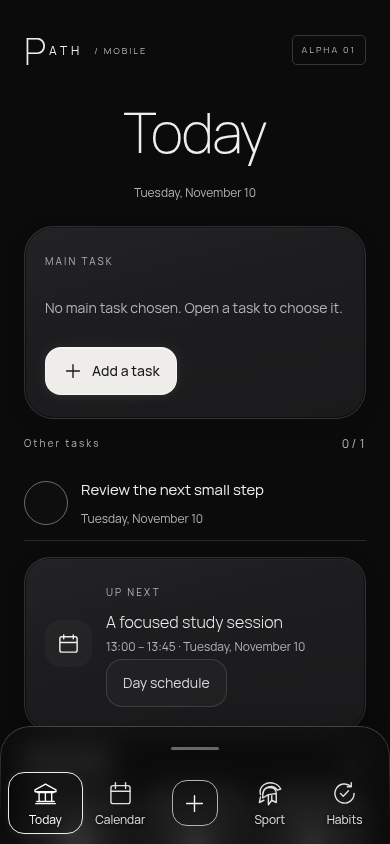 PATH / MOBILE
ALPHA 01
Today
Tuesday, November 10
MAIN TASK
No main task chosen. Open a task to choose it.
Add a task
Other tasks
0 / 1
Review the next small step
Tuesday, November 10
UP NEXT
A focused study session
13:00 – 13:45 · Tuesday, November 10
Day schedule
Today
Calendar
Sport
Habits